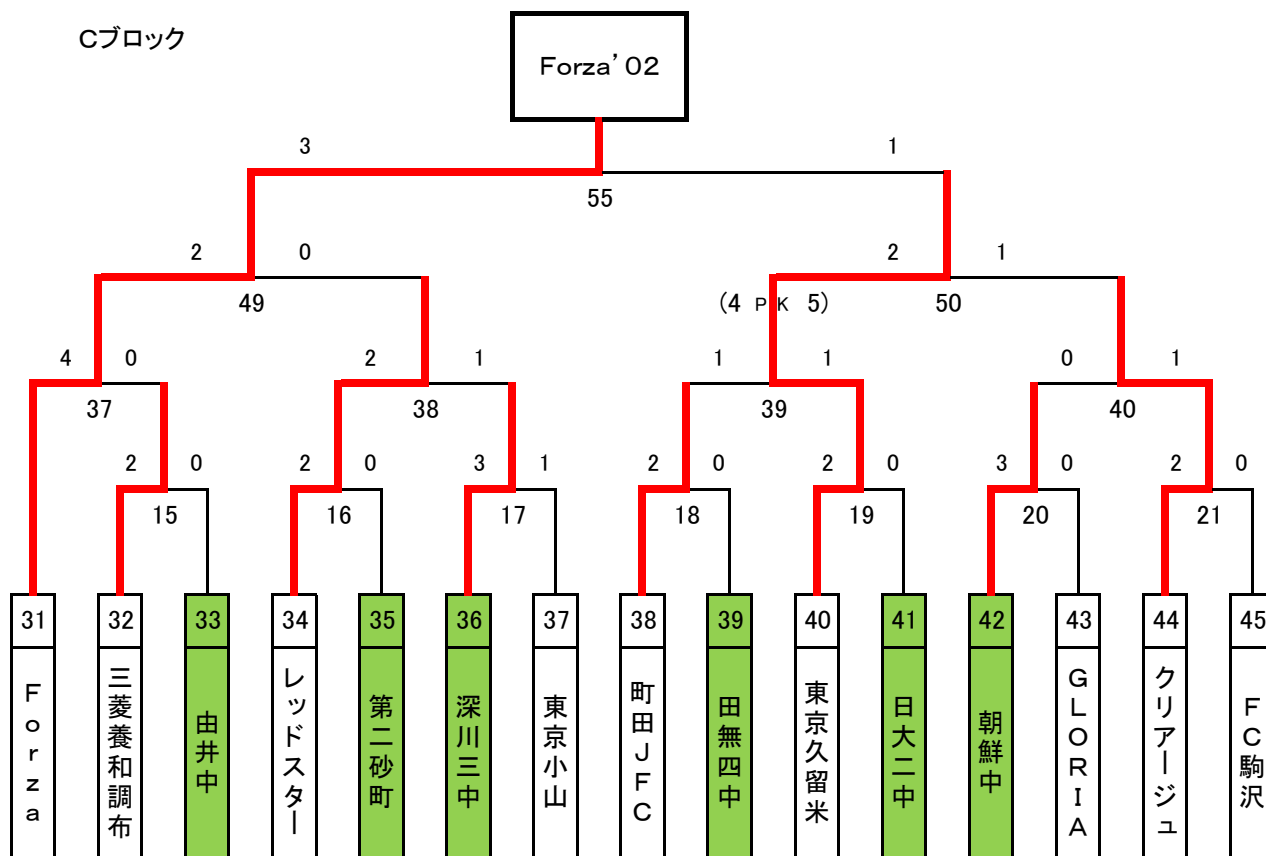 Cブロック
Forza’02
3 1
55
2 0 2 1
49 (4 PK 5) 50
4 0 2 1 1 1 0 1
37 38 39 40
2 0 2 0 3 1 2 0 2 0 3 0 2 0
15 16 17 18 19 20 21
31 32 33 34 35 36 37 38 39 40 41 42 43 44 45
Forza
三菱養和調布
由井中
レッドスター
第二砂町
深川三中
東京小山
町田JFC
田無四中
東京久留米
日大二中
朝鮮中
GLORIA
クリアージュ
FC駒沢